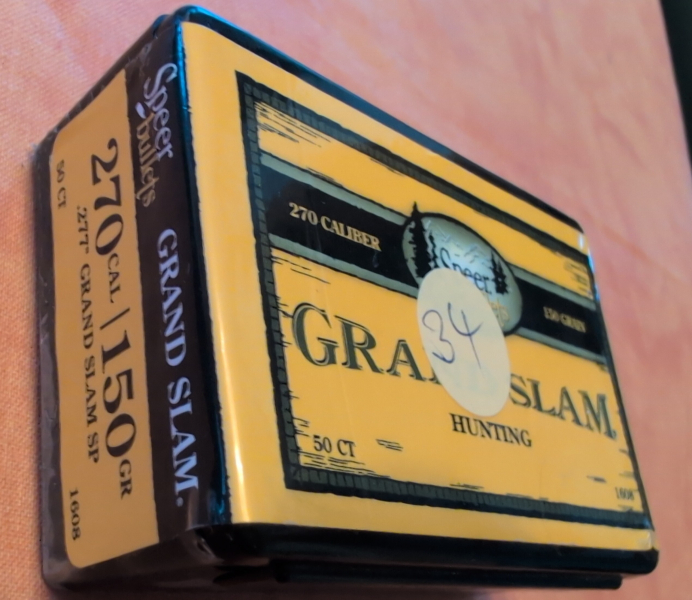 Speer
bullets
GRAND SLAM.
270 CAL | 150 GR
.277" GRAND SLAM SP
50 CT
1608
270 CALIBER
Speer
150 GRAIN
34
SLAM
HUNTING
50 CT
1608